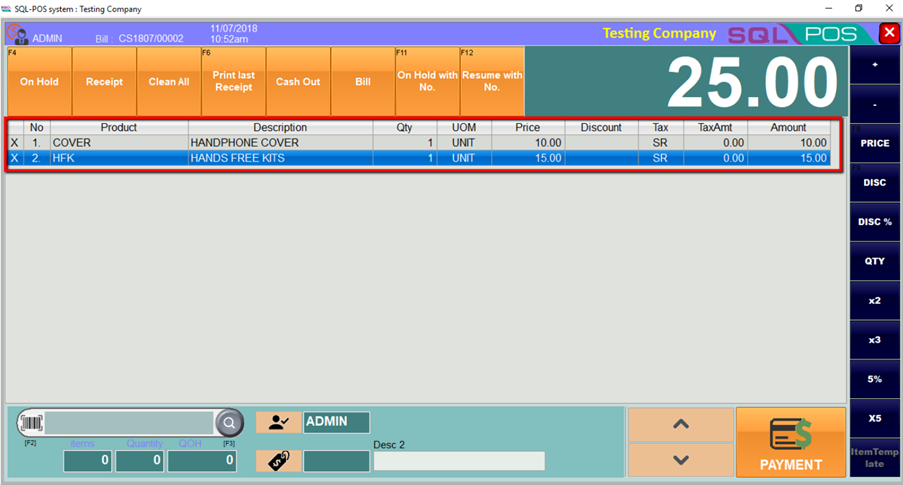 SQL-POS system : Testing Company
ADMIN Bill : CS1807/00002 11/07/2018
10:52am
Testing Company SQL POS X
F4 F6 F11 F12
On Hold Receipt Clean All Print last Receipt Cash Out Bill On Hold with No. Resume with No.
25.00
No Product Description Qty UOM Price Discount Tax TaxAmt Amount
X 1. COVER HANDPHONE COVER 1 UNIT 10.00 SR 0.00 10.00
X 2. HFK HANDS FREE KITS 1 UNIT 15.00 SR 0.00 15.00
+
-
PRICE
DISC
DISC %
QTY
x2
x3
5%
X5
ItemTemp
late
ADMIN
[F2] Items Quantity QOH [F3]
Desc 2
0 0 0
PAYMENT